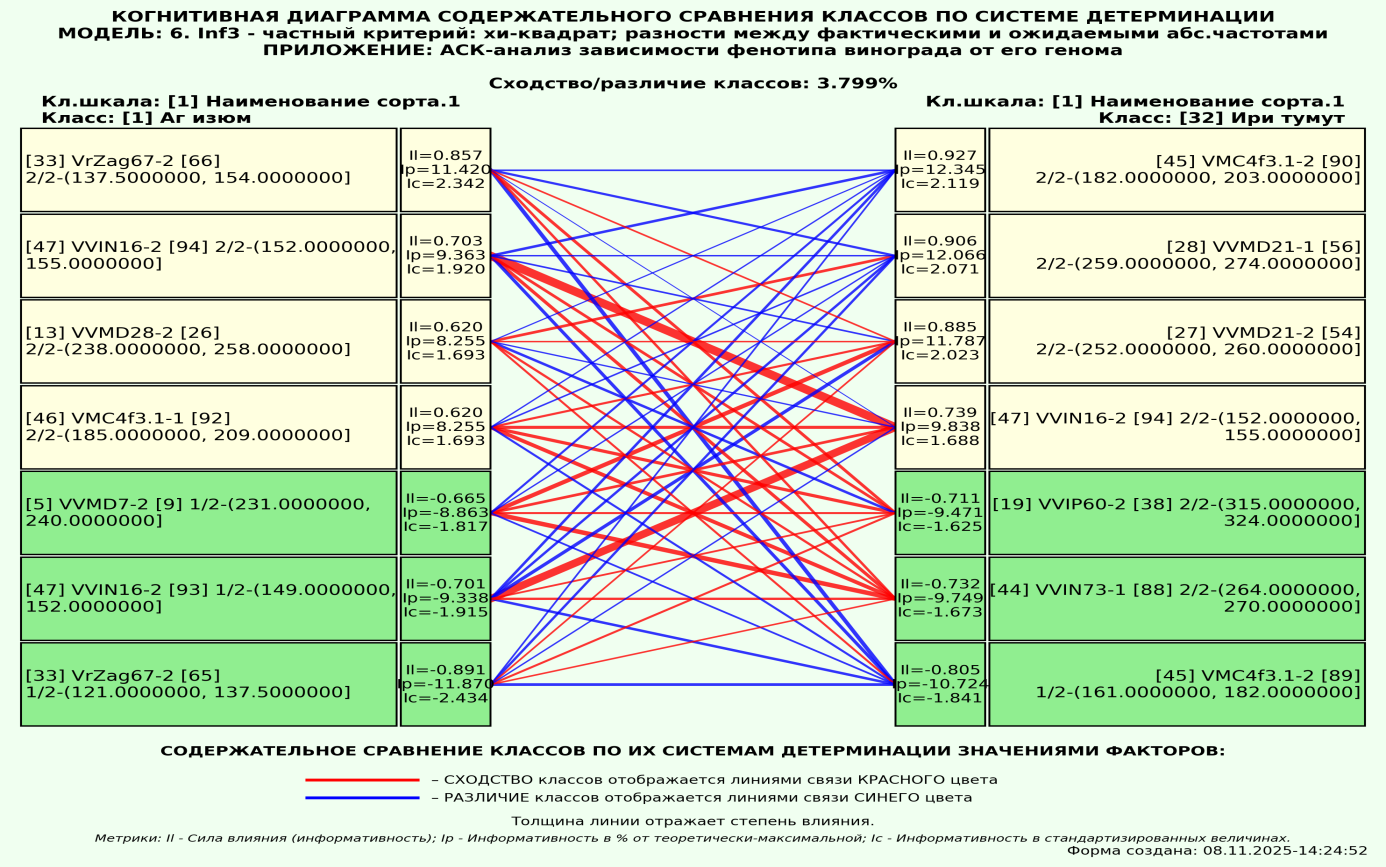 КОГНИТИВНАЯ ДИАГРАММА СОДЕРЖАТЕЛЬНОГО СРАВНЕНИЯ КЛАССОВ ПО СИСТЕМЕ ДЕТЕРМИНАЦИИ
МОДЕЛЬ: 6. Inf3 - частный критерий: хи-квадрат; разности между фактическими и ожидаемыми абс.частотами
ПРИЛОЖЕНИЕ: АСК-анализ зависимости фенотипа винограда от его генома
Сходство/различие классов: 3.799%
Кл.шкала: [1] Наименование сорта.1
Класс: [1] Аг изюм
Кл.шкала: [1] Наименование сорта.1
Класс: [32] Ири тумут
[33] VrZag67-2 [66]
2/2-(137.5000000, 154.0000000]
II=0.857
Ip=11.420
Ic=2.342
[47] VVIN16-2 [94] 2/2-(152.0000000,
155.0000000]
II=0.703
Ip=9.363
Ic=1.920
[13] VVMD28-2 [26]
2/2-(238.0000000, 258.0000000]
II=0.620
Ip=8.255
Ic=1.693
[46] VMC4f3.1-1 [92]
2/2-(185.0000000, 209.0000000]
II=0.620
Ip=8.255
Ic=1.693
[5] VVMD7-2 [9] 1/2-(231.0000000,
240.0000000]
II=-0.665
Ip=-8.863
Ic=-1.817
[47] VVIN16-2 [93] 1/2-(149.0000000,
152.0000000]
II=-0.701
Ip=-9.338
Ic=-1.915
[33] VrZag67-2 [65]
1/2-(121.0000000, 137.5000000]
II=-0.891
Ip=-11.870
Ic=-2.434
II=0.927
Ip=12.345
Ic=2.119
[45] VMC4f3.1-2 [90]
2/2-(182.0000000, 203.0000000]
II=0.906
Ip=12.066
Ic=2.071
[28] VVMD21-1 [56]
2/2-(259.0000000, 274.0000000]
II=0.885
Ip=11.787
Ic=2.023
[27] VVMD21-2 [54]
2/2-(252.0000000, 260.0000000]
II=0.739
Ip=9.838
Ic=1.688
[47] VVIN16-2 [94] 2/2-(152.0000000,
155.0000000]
II=-0.711
Ip=-9.471
Ic=-1.625
[19] VVIP60-2 [38] 2/2-(315.0000000,
324.0000000]
II=-0.732
Ip=-9.749
Ic=-1.673
[44] VVIN73-1 [88] 2/2-(264.0000000,
270.0000000]
II=-0.805
Ip=-10.724
Ic=-1.841
[45] VMC4f3.1-2 [89]
1/2-(161.0000000, 182.0000000]
СОДЕРЖАТЕЛЬНОЕ СРАВНЕНИЕ КЛАССОВ ПО ИХ СИСТЕМАМ ДЕТЕРМИНАЦИИ ЗНАЧЕНИЯМИ ФАКТОРОВ:
– СХОДСТВО классов отображается линиями связи КРАСНОГО цвета
– РАЗЛИЧИЕ классов отображается линиями связи СИНЕГО цвета
Толщина линии отражает степень влияния.
Метрики: II - Сила влияния (информативность); Ip - Информативность в % от теоретически-максимальной; Ic - Информативность в стандартизированных величинах.
Форма создана: 08.11.2025-14:24:52